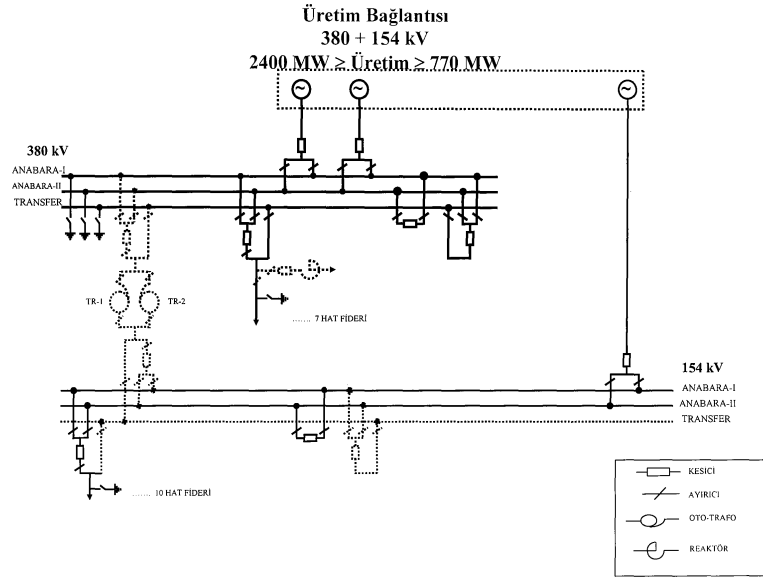 Üretim Bağlantısı
380 + 154 kV
2400 MW ≥ Üretim ≥ 770 MW
380 kV
ANABARA-I
ANABARA-II
TRANSFER
TR-1
TR-2
....... 7 HAT FİDERİ
154 kV
ANABARA-I
ANABARA-II
TRANSFER
....... 10 HAT FİDERİ
KESİCİ
AYIRICI
OTO-TRAFO
REAKTÖR